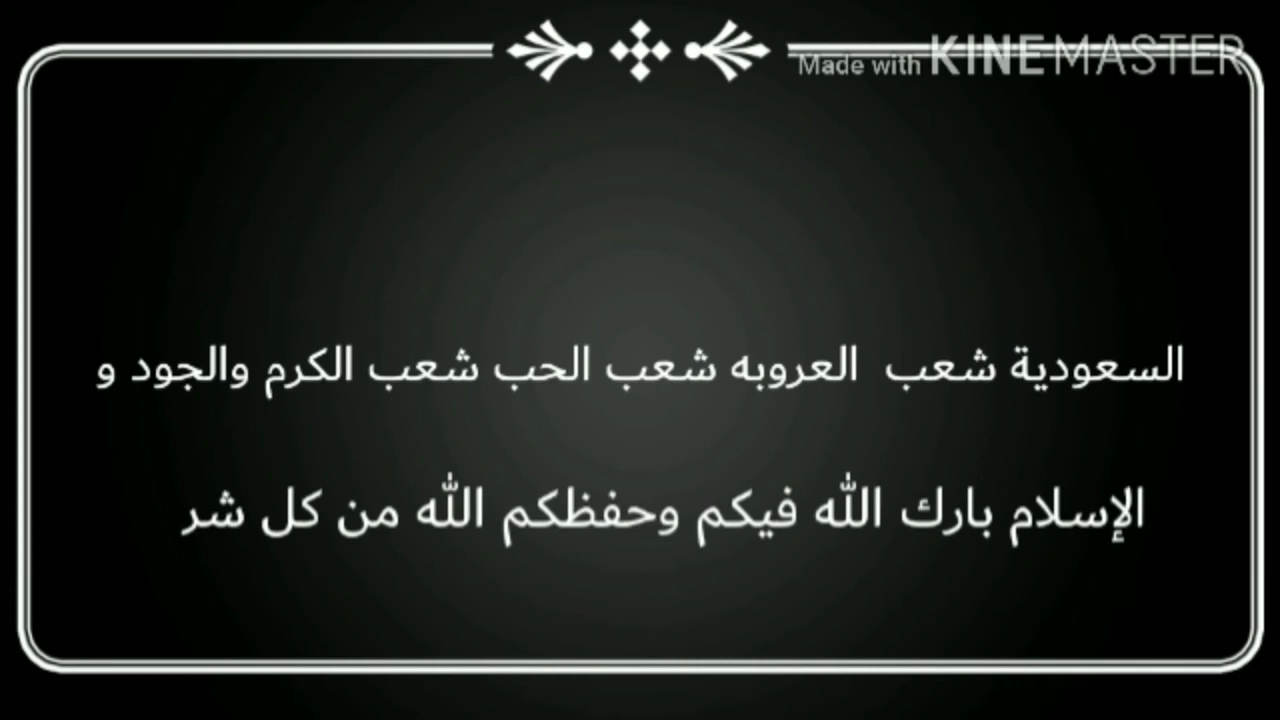 Made with KINEMASTER
السعودية شعب العروبه شعب الحب شعب الكرم والجود و
الإسلام بارك الله فيكم وحفظكم الله من كل شر